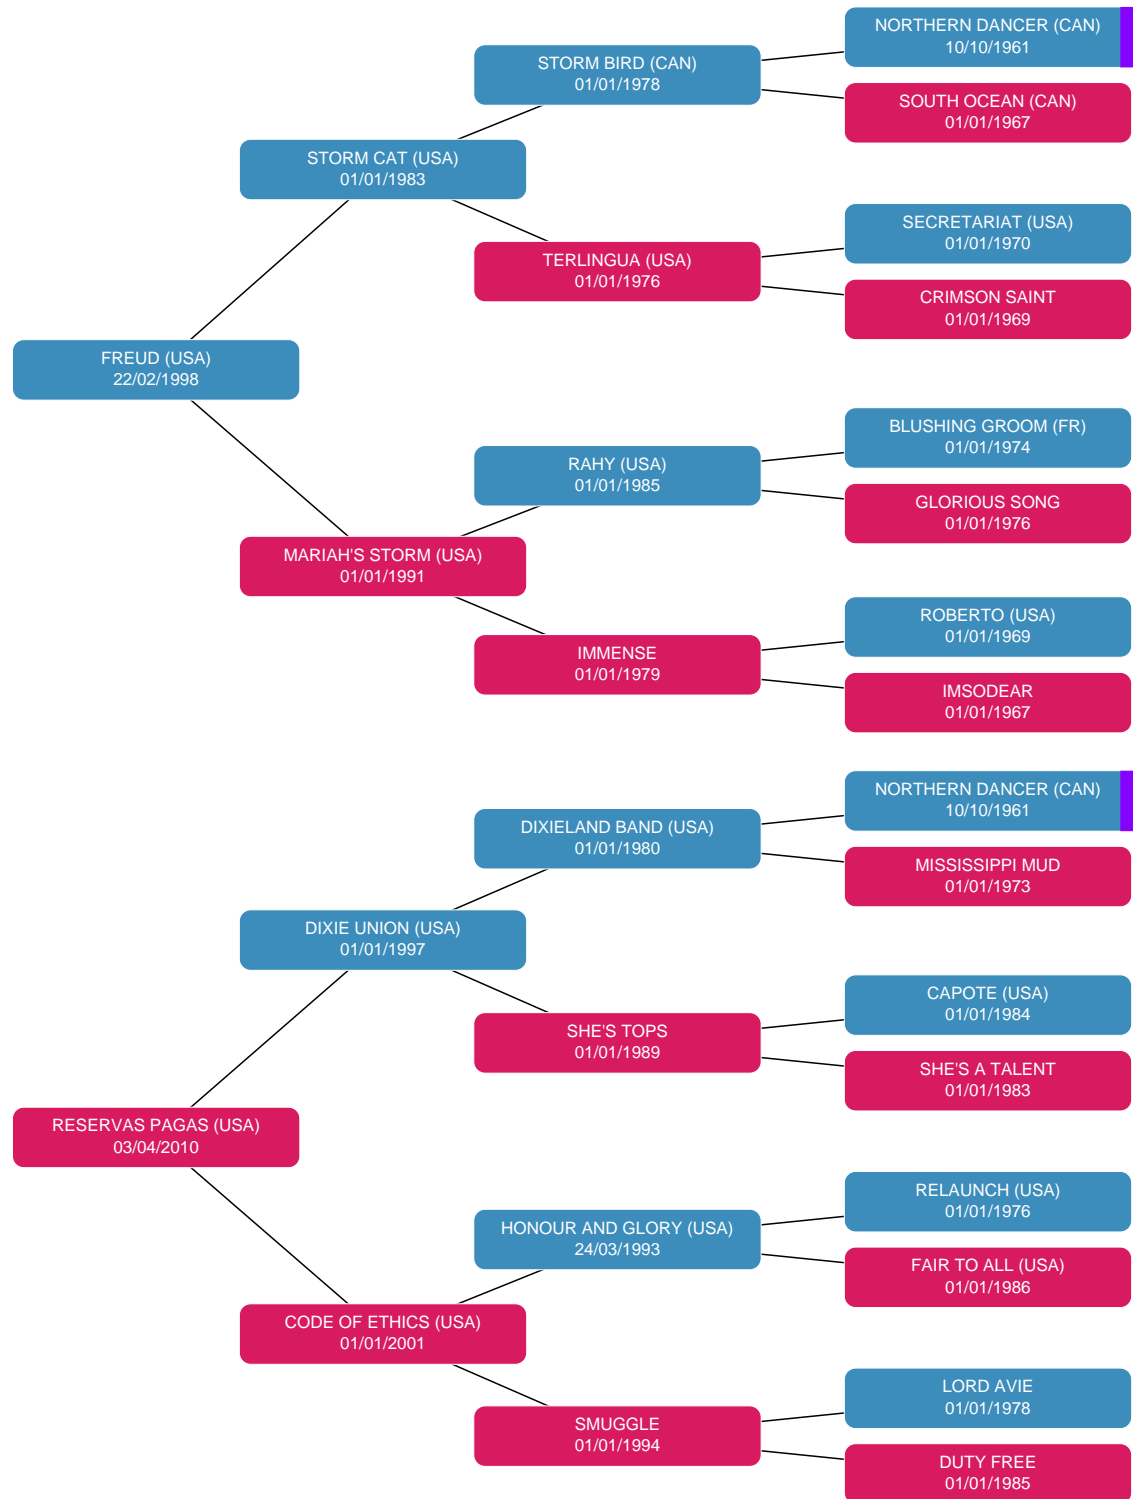 NORTHERN DANCER (CAN)
10/10/1961
STORM BIRD (CAN)
01/01/1978
SOUTH OCEAN (CAN)
01/01/1967
STORM CAT (USA)
01/01/1983
SECRETARIAT (USA)
01/01/1970
TERLINGUA (USA)
01/01/1976
CRIMSON SAINT
01/01/1969
FREUD (USA)
22/02/1998
BLUSHING GROOM (FR)
01/01/1974
RAHY (USA)
01/01/1985
GLORIOUS SONG
01/01/1976
MARIAH'S STORM (USA)
01/01/1991
ROBERTO (USA)
01/01/1969
IMMENSE
01/01/1979
IMSODEAR
01/01/1967
NORTHERN DANCER (CAN)
10/10/1961
DIXIELAND BAND (USA)
01/01/1980
MISSISSIPPI MUD
01/01/1973
DIXIE UNION (USA)
01/01/1997
CAPOTE (USA)
01/01/1984
SHE'S TOPS
01/01/1989
SHE'S A TALENT
01/01/1983
RESERVAS PAGAS (USA)
03/04/2010
RELAUNCH (USA)
01/01/1976
HONOUR AND GLORY (USA)
24/03/1993
FAIR TO ALL (USA)
01/01/1986
CODE OF ETHICS (USA)
01/01/2001
LORD AVIE
01/01/1978
SMUGGLE
01/01/1994
DUTY FREE
01/01/1985